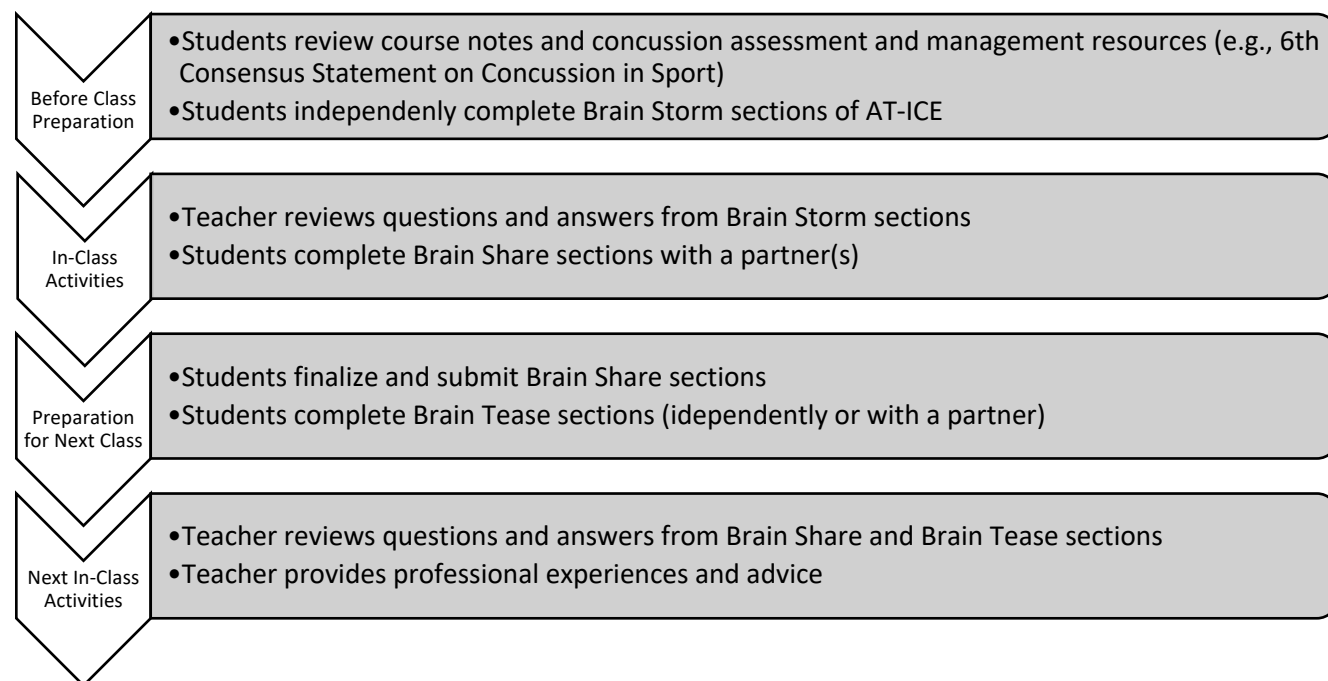 Before Class
Preparation
•Students review course notes and concussion assessment and management resources (e.g., 6th
Consensus Statement on Concussion in Sport)
•Students independenly complete Brain Storm sections of AT-ICE
In-Class
Activities
•Teacher reviews questions and answers from Brain Storm sections
•Students complete Brain Share sections with a partner(s)
Preparation
for Next Class
•Students finalize and submit Brain Share sections
•Students complete Brain Tease sections (idependently or with a partner)
Next In-Class
Activities
•Teacher reviews questions and answers from Brain Share and Brain Tease sections
•Teacher provides professional experiences and advice